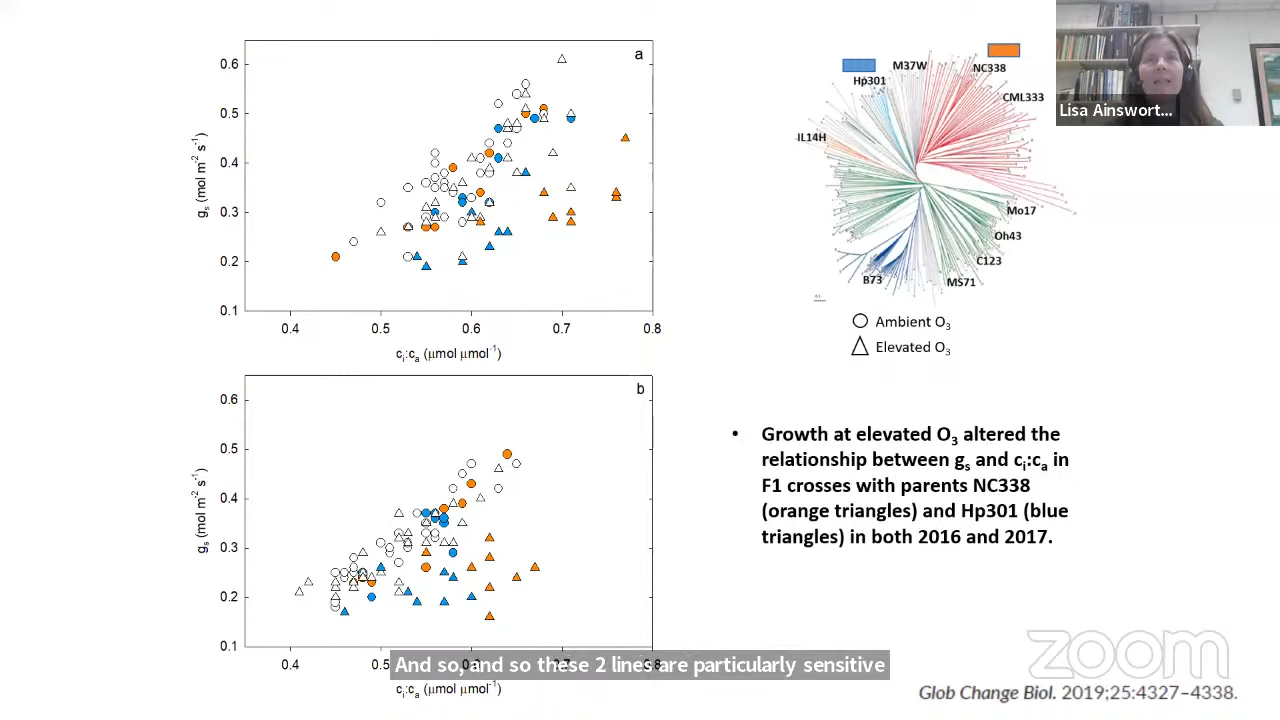 a
0.6
0.5
0.4
0.3
0.2
0.1
gs (mol m-2 s-1)
0.4 0.5 0.6 0.7 0.8
ci:ca (μmol μmol-1)
b
0.6
0.5
0.4
0.3
0.2
0.1
gs (mol m-2 s-1)
0.4 0.5 0.8
ci:ca (μmol μmol-1)
M37W
NC338
Hp301
CML333
IL14H
Mo17
Oh43
C123
B73
MS71
Ambient O3
Elevated O3
Lisa Ainswort...
• Growth at elevated O3 altered the
relationship between gs and ci:ca in
F1 crosses with parents NC338
(orange triangles) and Hp301 (blue
triangles) in both 2016 and 2017.
And so, and so these 2 lines are particularly sensitive
zoom
Glob Change Biol. 2019;25:4327–4338.